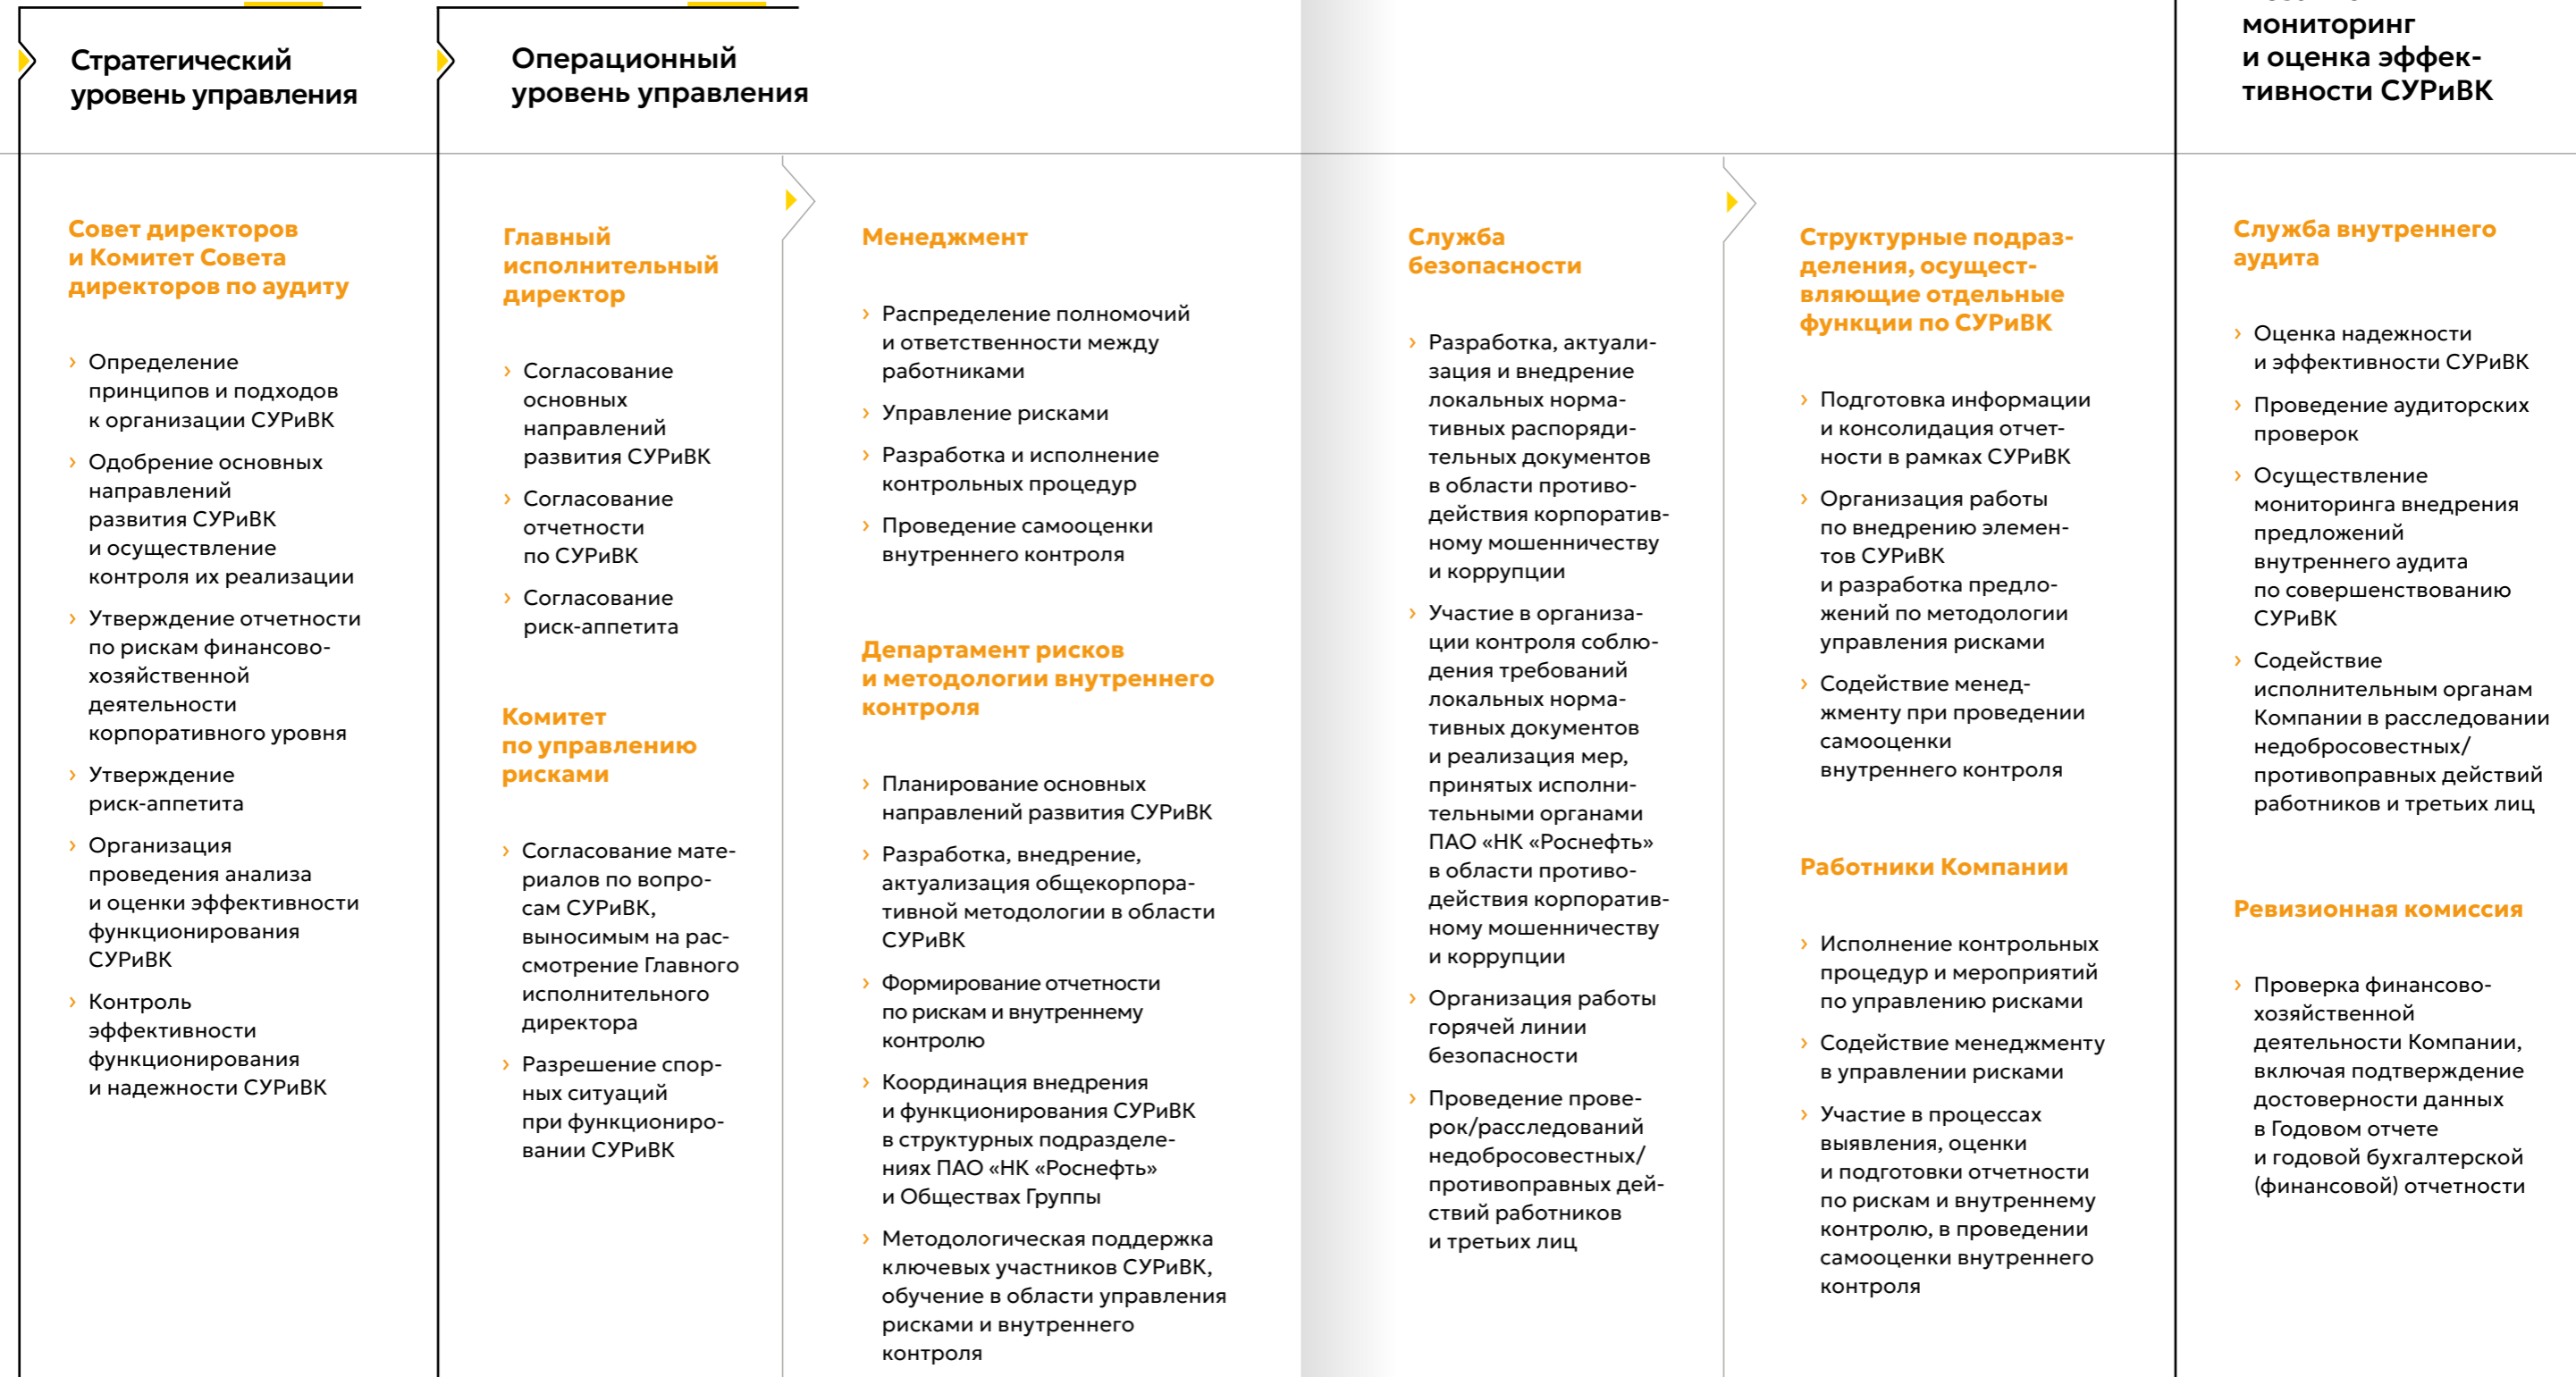 Стратегический
уровень управления
Совет директоров
и Комитет Совета
директоров по аудиту
› Определение
принципов и подходов
к организации СУРиВК
› Одобрение основных
направлений
развития СУРиВК
и осуществление
контроля их реализации
› Утверждение отчетности
по рискам финансово-
хозяйственной
деятельности
корпоративного уровня
› Утверждение
риск-аппетита
› Организация
проведения анализа
и оценки эффективности
функционирования
СУРиВК
› Контроль
эффективности
функционирования
и надежности СУРиВК
Операционный
уровень управления
Главный
исполнительный
директор
› Согласование
основных
направлений
развития СУРиВК
› Согласование
отчетности
по СУРиВК
› Согласование
риск-аппетита
Комитет
по управлению
рисками
› Согласование мате-
риалов по вопро-
сам СУРиВК,
выносимым на рас-
смотрение Главного
исполнительного
директора
› Разрешение спор-
ных ситуаций
при функциониро-
вании СУРиВК
Менеджмент
› Распределение полномочий
и ответственности между
работниками
› Управление рисками
› Разработка и исполнение
контрольных процедур
› Проведение самооценки
внутреннего контроля
Департамент рисков
и методологии внутреннего
контроля
› Планирование основных
направлений развития СУРиВК
› Разработка, внедрение,
актуализация общекорпора-
тивной методологии в области
СУРиВК
› Формирование отчетности
по рискам и внутреннему
контролю
› Координация внедрения
и функционирования СУРиВК
в структурных подразделе-
ниях ПАО «НК «Роснефть»
и Обществах Группы
› Методологическая поддержка
ключевых участников СУРиВК,
обучение в области управления
рисками и внутреннего
контроля
Служба
безопасности
› Разработка, актуали-
зация и внедрение
локальных норма-
тивных распоряди-
тельных документов
в области противо-
действия корпоратив-
ному мошенничеству
и коррупции
› Участие в организа-
ции контроля соблю-
дения требований
локальных норма-
тивных документов
и реализация мер,
принятых исполни-
тельными органами
ПАО «НК «Роснефть»
в области противо-
действия корпоратив-
ному мошенничеству
и коррупции
› Организация работы
горячей линии
безопасности
› Проведение прове-
рок/расследований
недобросовестных/
противоправных дей-
ствий работников
и третьих лиц
Структурные подраз-
деления, осущест-
вляющие отдельные
функции по СУРиВК
› Подготовка информации
и консолидация отчет-
ности в рамках СУРиВК
› Организация работы
по внедрению элемен-
тов СУРиВК
и разработка предло-
жений по методологии
управления рисками
› Содействие менед-
жменту при проведении
самооценки
внутреннего контроля
Работники Компании
› Исполнение контрольных
процедур и мероприятий
по управлению рисками
› Содействие менеджменту
в управлении рисками
› Участие в процессах
выявления, оценки
и подготовки отчетности
по рискам и внутреннему
контролю, в проведении
самооценки внутреннего
контроля
мониторинг
и оценка эффек-
тивности СУРиВК
Служба внутреннего
аудита
› Оценка надежности
и эффективности СУРиВК
› Проведение аудиторских
проверок
› Осуществление
мониторинга внедрения
предложений
внутреннего аудита
по совершенствованию
СУРиВК
› Содействие
исполнительным органам
Компании в расследовании
недобросовестных/
противоправных действий
работников и третьих лиц
Ревизионная комиссия
› Проверка финансово-
хозяйственной
деятельности Компании,
включая подтверждение
достоверности данных
в Годовом отчете
и годовой бухгалтерской
(финансовой) отчетности